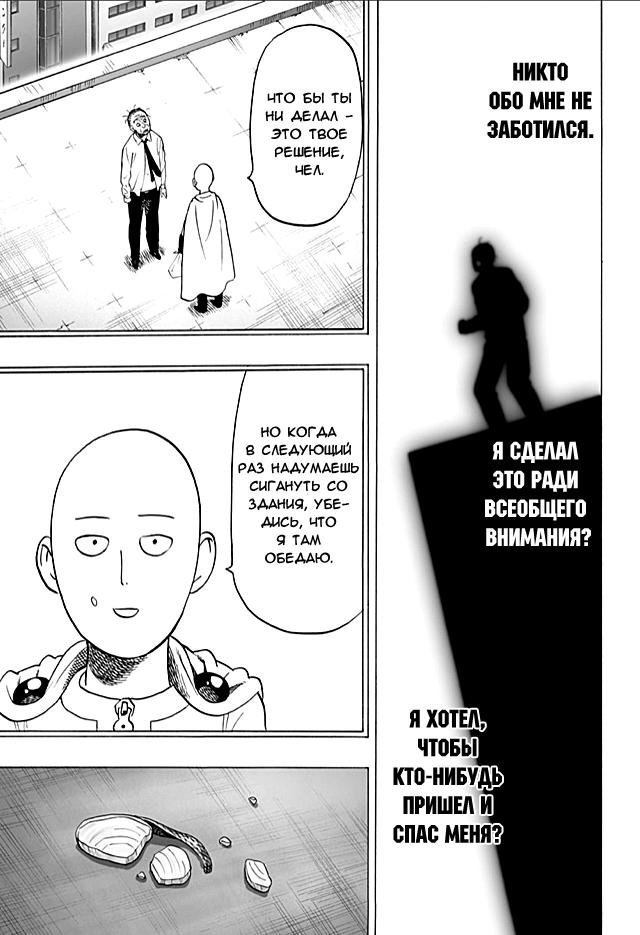 НИКТО
ОБО МНЕ НЕ
ЗАБОТИЛСЯ.
Я СДЕЛАЛ
ЭТО РАДИ
ВСЕОБЩЕГО
ВНИМАНИЯ?
Я ХОТЕЛ,
ЧТОБЫ
КТО-НИБУДЬ
ПРИШЕЛ И
СПАС МЕНЯ?
ЧТО БЫ ТЫ
НИ ДЕЛАЛ –
ЭТО ТВОЕ
РЕШЕНИЕ,
ЧЕЛ.
НО КОГДА
В СЛЕДУЮЩИЙ
РАЗ НАДУМАЕШЬ
СИГАНУТЬ СО
ЗДАНИЯ, УБЕ-
ДИСЬ, ЧТО
Я ТАМ
ОБЕДАЮ.